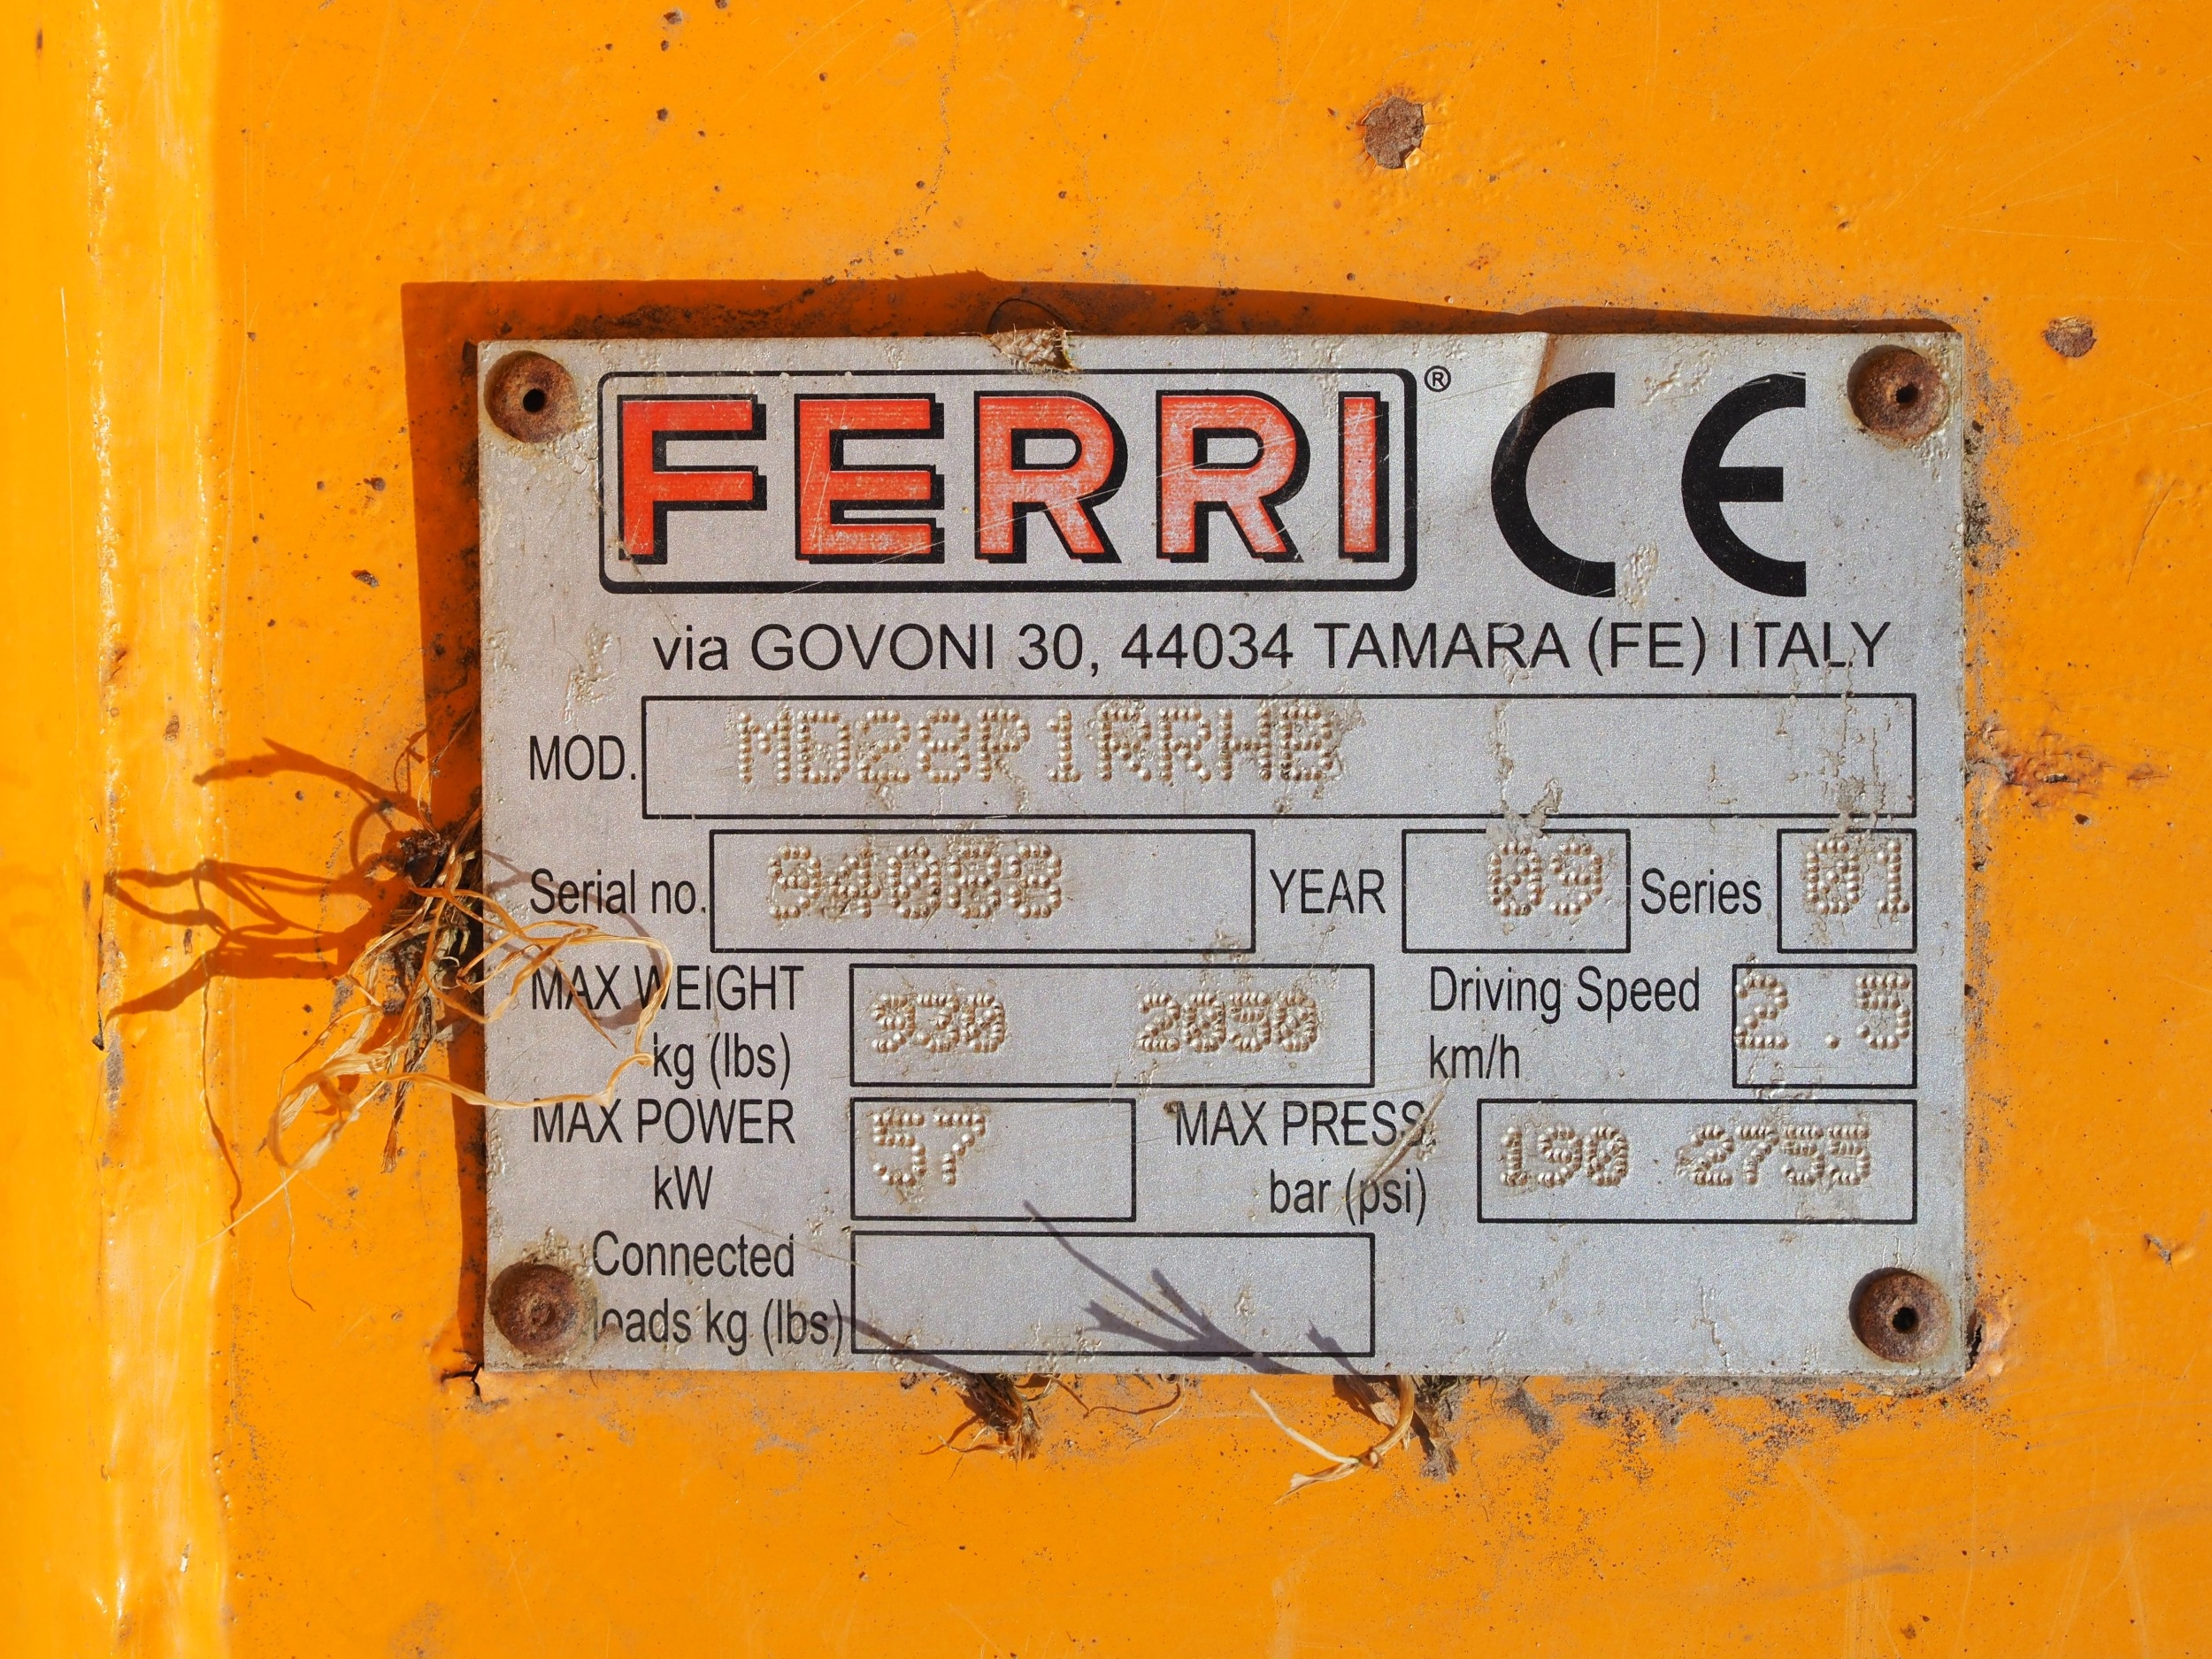 FERRI ® CE
via GOVONI 30, 44034 TAMARA (FE) ITALY
MOD. MD28P1RRHB
Serial no. 94088 YEAR 09 Series 01
MAX WEIGHT kg (lbs) 930 2050 Driving Speed km/h 2.5
MAX POWER kW 57 MAX PRESS. bar (psi) 190 2755
Connected
loads kg (lbs)